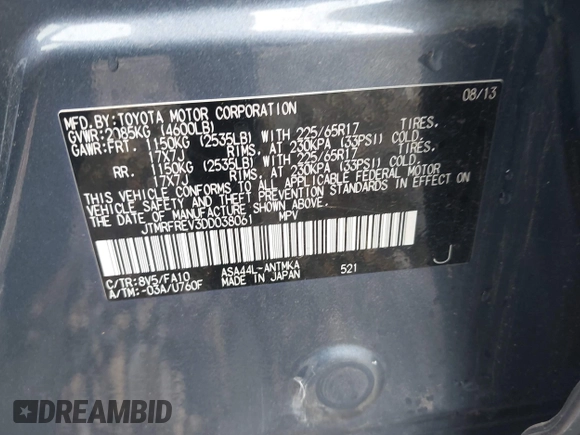 MFD.BY:TOYOTA MOTOR CORPORATION 08/13
GVWR:2085KG (4600LB)
GAWR:FRT. 1150KG (2535LB) WITH 225/65R17 TIRES.
17X7J RIMS, AT 230KPA (33PSI) COLD.
RR. 1150KG (2535LB) WITH 225/65R17 TIRES.
17X7J RIMS, AT 230KPA (33PSI) COLD.
THIS VEHICLE CONFORMS TO ALL APPLICABLE FEDERAL MOTOR
VEHICLE SAFETY AND THEFT PREVENTION STANDARDS IN EFFECT ON
THE DATE OF MANUFACTURE SHOWN ABOVE.
JTMRFREV3DD038061 MPV
C/TR:8V5/FA10 ASA44L-ANTMKA J
A/TM:-03A/U760F MADE IN JAPAN 521
DREAMBID